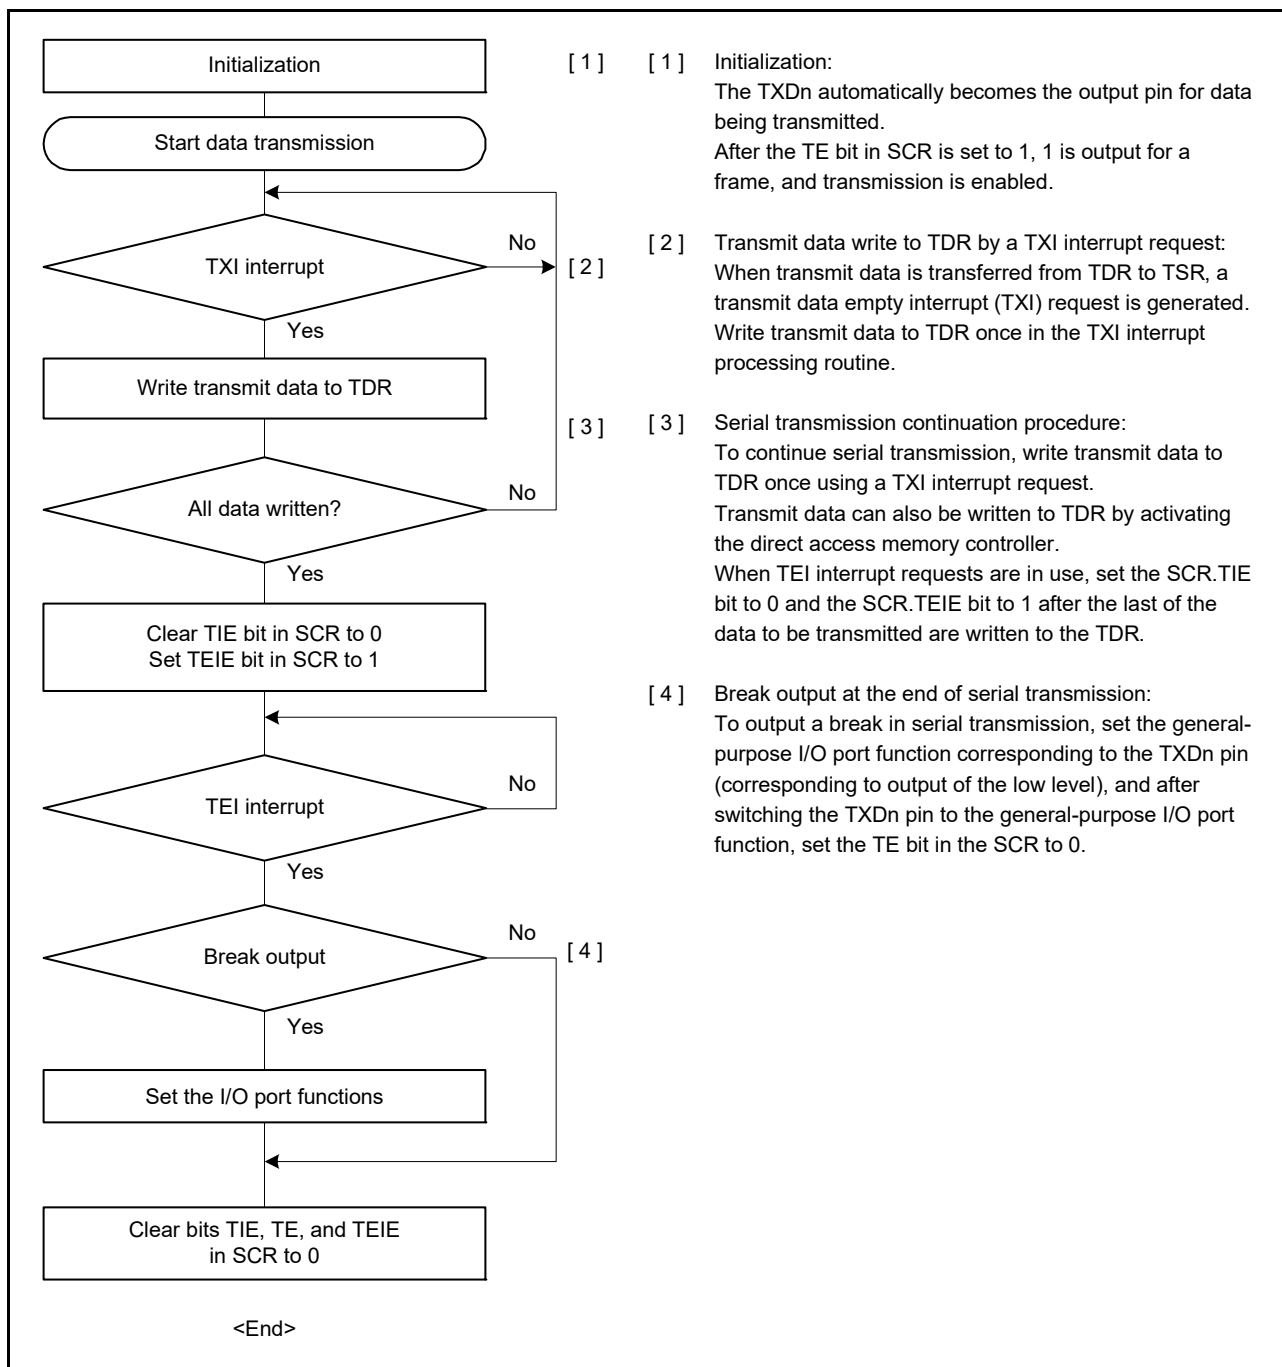 Initialization
[ 1 ]
Start data transmission
TXI interrupt
No
[ 2 ]
Yes
Write transmit data to TDR
[ 3 ]
All data written?
No
Yes
Clear TIE bit in SCR to 0
Set TEIE bit in SCR to 1
TEI interrupt
No
Yes
Break output
No
[ 4 ]
Yes
Set the I/O port functions
Clear bits TIE, TE, and TEIE
in SCR to 0
<End>
[ 1 ] Initialization:
The TXDn automatically becomes the output pin for data
being transmitted.
After the TE bit in SCR is set to 1, 1 is output for a
frame, and transmission is enabled.
[ 2 ] Transmit data write to TDR by a TXI interrupt request:
When transmit data is transferred from TDR to TSR, a
transmit data empty interrupt (TXI) request is generated.
Write transmit data to TDR once in the TXI interrupt
processing routine.
[ 3 ] Serial transmission continuation procedure:
To continue serial transmission, write transmit data to
TDR once using a TXI interrupt request.
Transmit data can also be written to TDR by activating
the direct access memory controller.
When TEI interrupt requests are in use, set the SCR.TIE
bit to 0 and the SCR.TEIE bit to 1 after the last of the
data to be transmitted are written to the TDR.
[ 4 ] Break output at the end of serial transmission:
To output a break in serial transmission, set the general-
purpose I/O port function corresponding to the TXDn pin
(corresponding to output of the low level), and after
switching the TXDn pin to the general-purpose I/O port
function, set the TE bit in the SCR to 0.